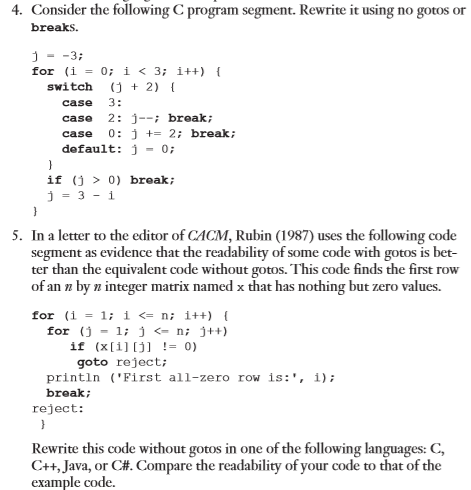 4. Consider the following C program segment. Rewrite it using no gotos or
breaks.
j = -3;
for (i = 0; i < 3; i++) {
switch (j + 2) {
case 3:
case 2: j--; break;
case 0: j += 2; break;
default: j = 0;
}
if (j > 0) break;
j = 3 - i
}
5. In a letter to the editor of CACM, Rubin (1987) uses the following code
segment as evidence that the readability of some code with gotos is bet-
ter than the equivalent code without gotos. This code finds the first row
of an n by n integer matrix named x that has nothing but zero values.
for (i = 1; i <= n; i++) {
for (j = 1; j <= n; j++)
if (x[i][j] != 0)
goto reject;
println ('First all-zero row is:', i);
break;
reject:
}
Rewrite this code without gotos in one of the following languages: C,
C++, Java, or C#. Compare the readability of your code to that of the
example code.